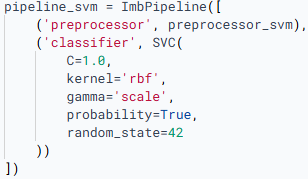 pipeline_svm = ImbPipeline([
    ('preprocessor', preprocessor_svm),
    ('classifier', SVC(
        C=1.0,
        kernel='rbf',
        gamma='scale',
        probability=True,
        random_state=42
    ))
])